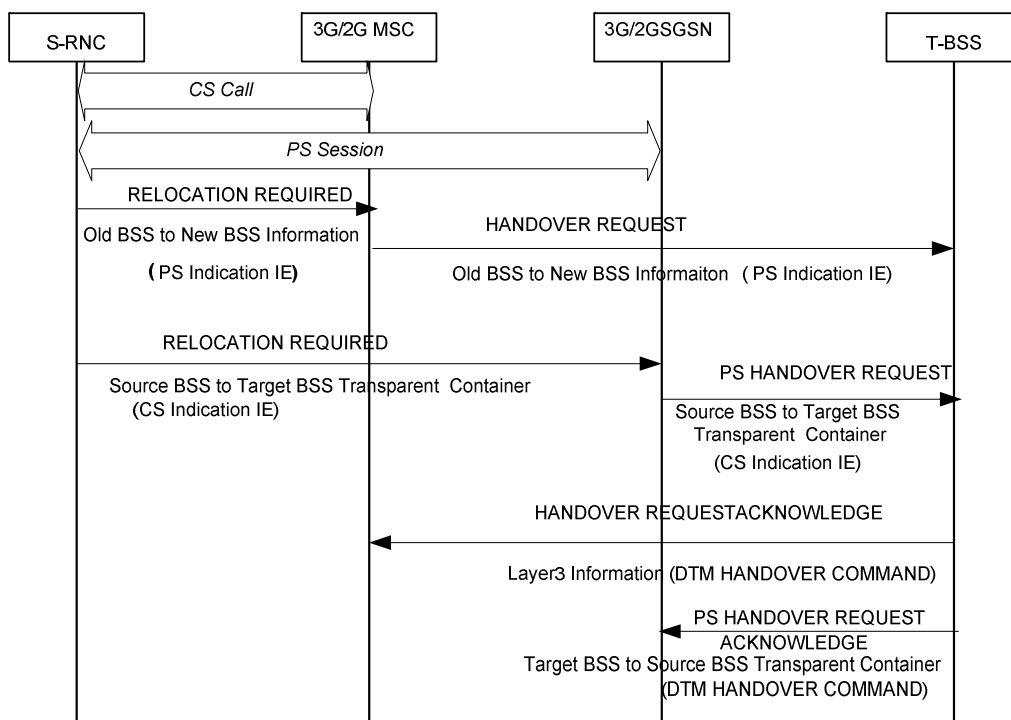 S-RNC
3G/2G MSC
3G/2GSGSN
T-BSS
CS Call
PS Session
RELOCATION REQUIRED
Old BSS to New BSS Information
( PS Indication IE)
HANDOVER REQUEST
Old BSS to New BSS Informaiton ( PS Indication IE)
RELOCATION REQUIRED
Source BSS to Target BSS Transparent Container
(CS Indication IE)
PS HANDOVER REQUEST
Source BSS to Target BSS
Transparent Container
(CS Indication IE)
HANDOVER REQUESTACKNOWLEDGE
Layer3 Information (DTM HANDOVER COMMAND)
PS HANDOVER REQUEST
ACKNOWLEDGE
Target BSS to Source BSS Transparent Container
(DTM HANDOVER COMMAND)